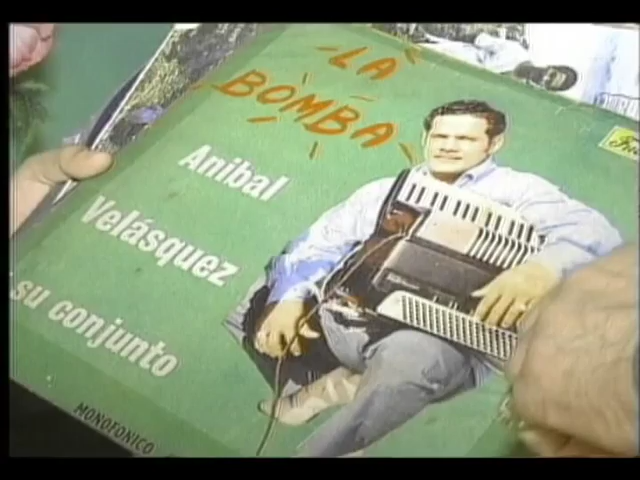 LA
BOMBA
Anibal
Velásquez
su conjunto
MONOFONICO